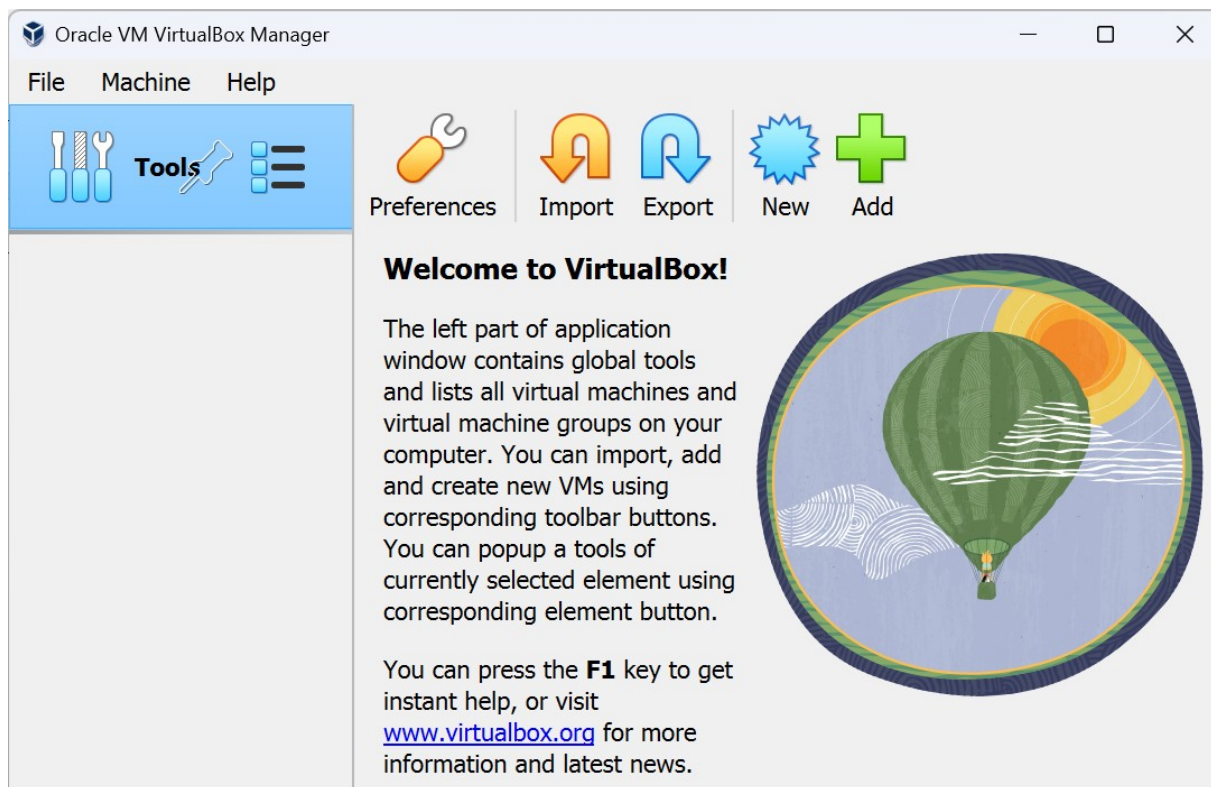 Oracle VM VirtualBox Manager
File Machine Help
Tools
Preferences Import Export New Add
Welcome to VirtualBox!
The left part of application
window contains global tools
and lists all virtual machines and
virtual machine groups on your
computer. You can import, add
and create new VMs using
corresponding toolbar buttons.
You can popup a tools of
currently selected element using
corresponding element button.
You can press the F1 key to get
instant help, or visit
www.virtualbox.org for more
information and latest news.